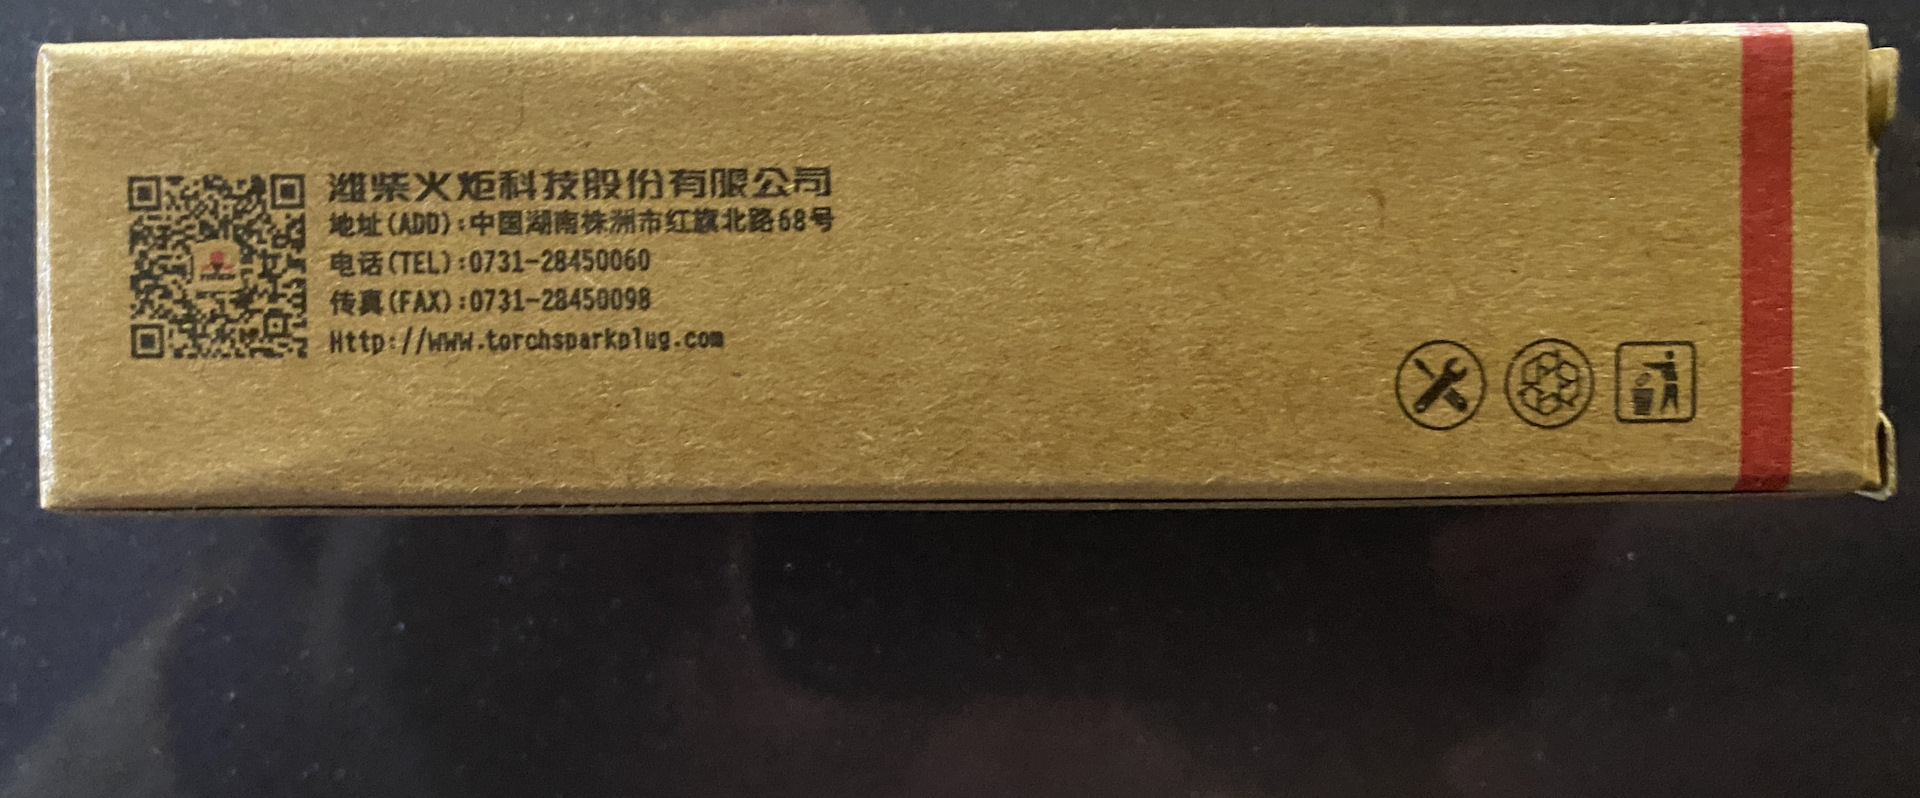 潍柴火炬科技股份有限公司
地址(ADD):中国湖南株洲市红旗北路68号
电话(TEL):0731-28450060
传真(FAX):0731-28450098
Http://www.torchsparkplug.com